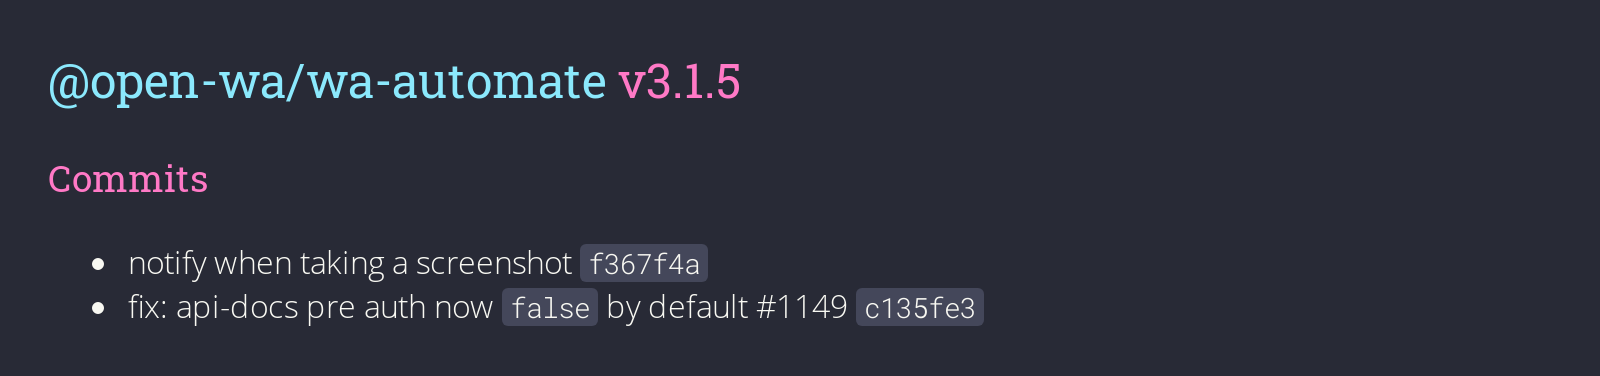 @open-wa/wa-automate v3.1.5
Commits
notify when taking a screenshot f367f4a
fix: api-docs pre auth now false by default #1149 c135fe3